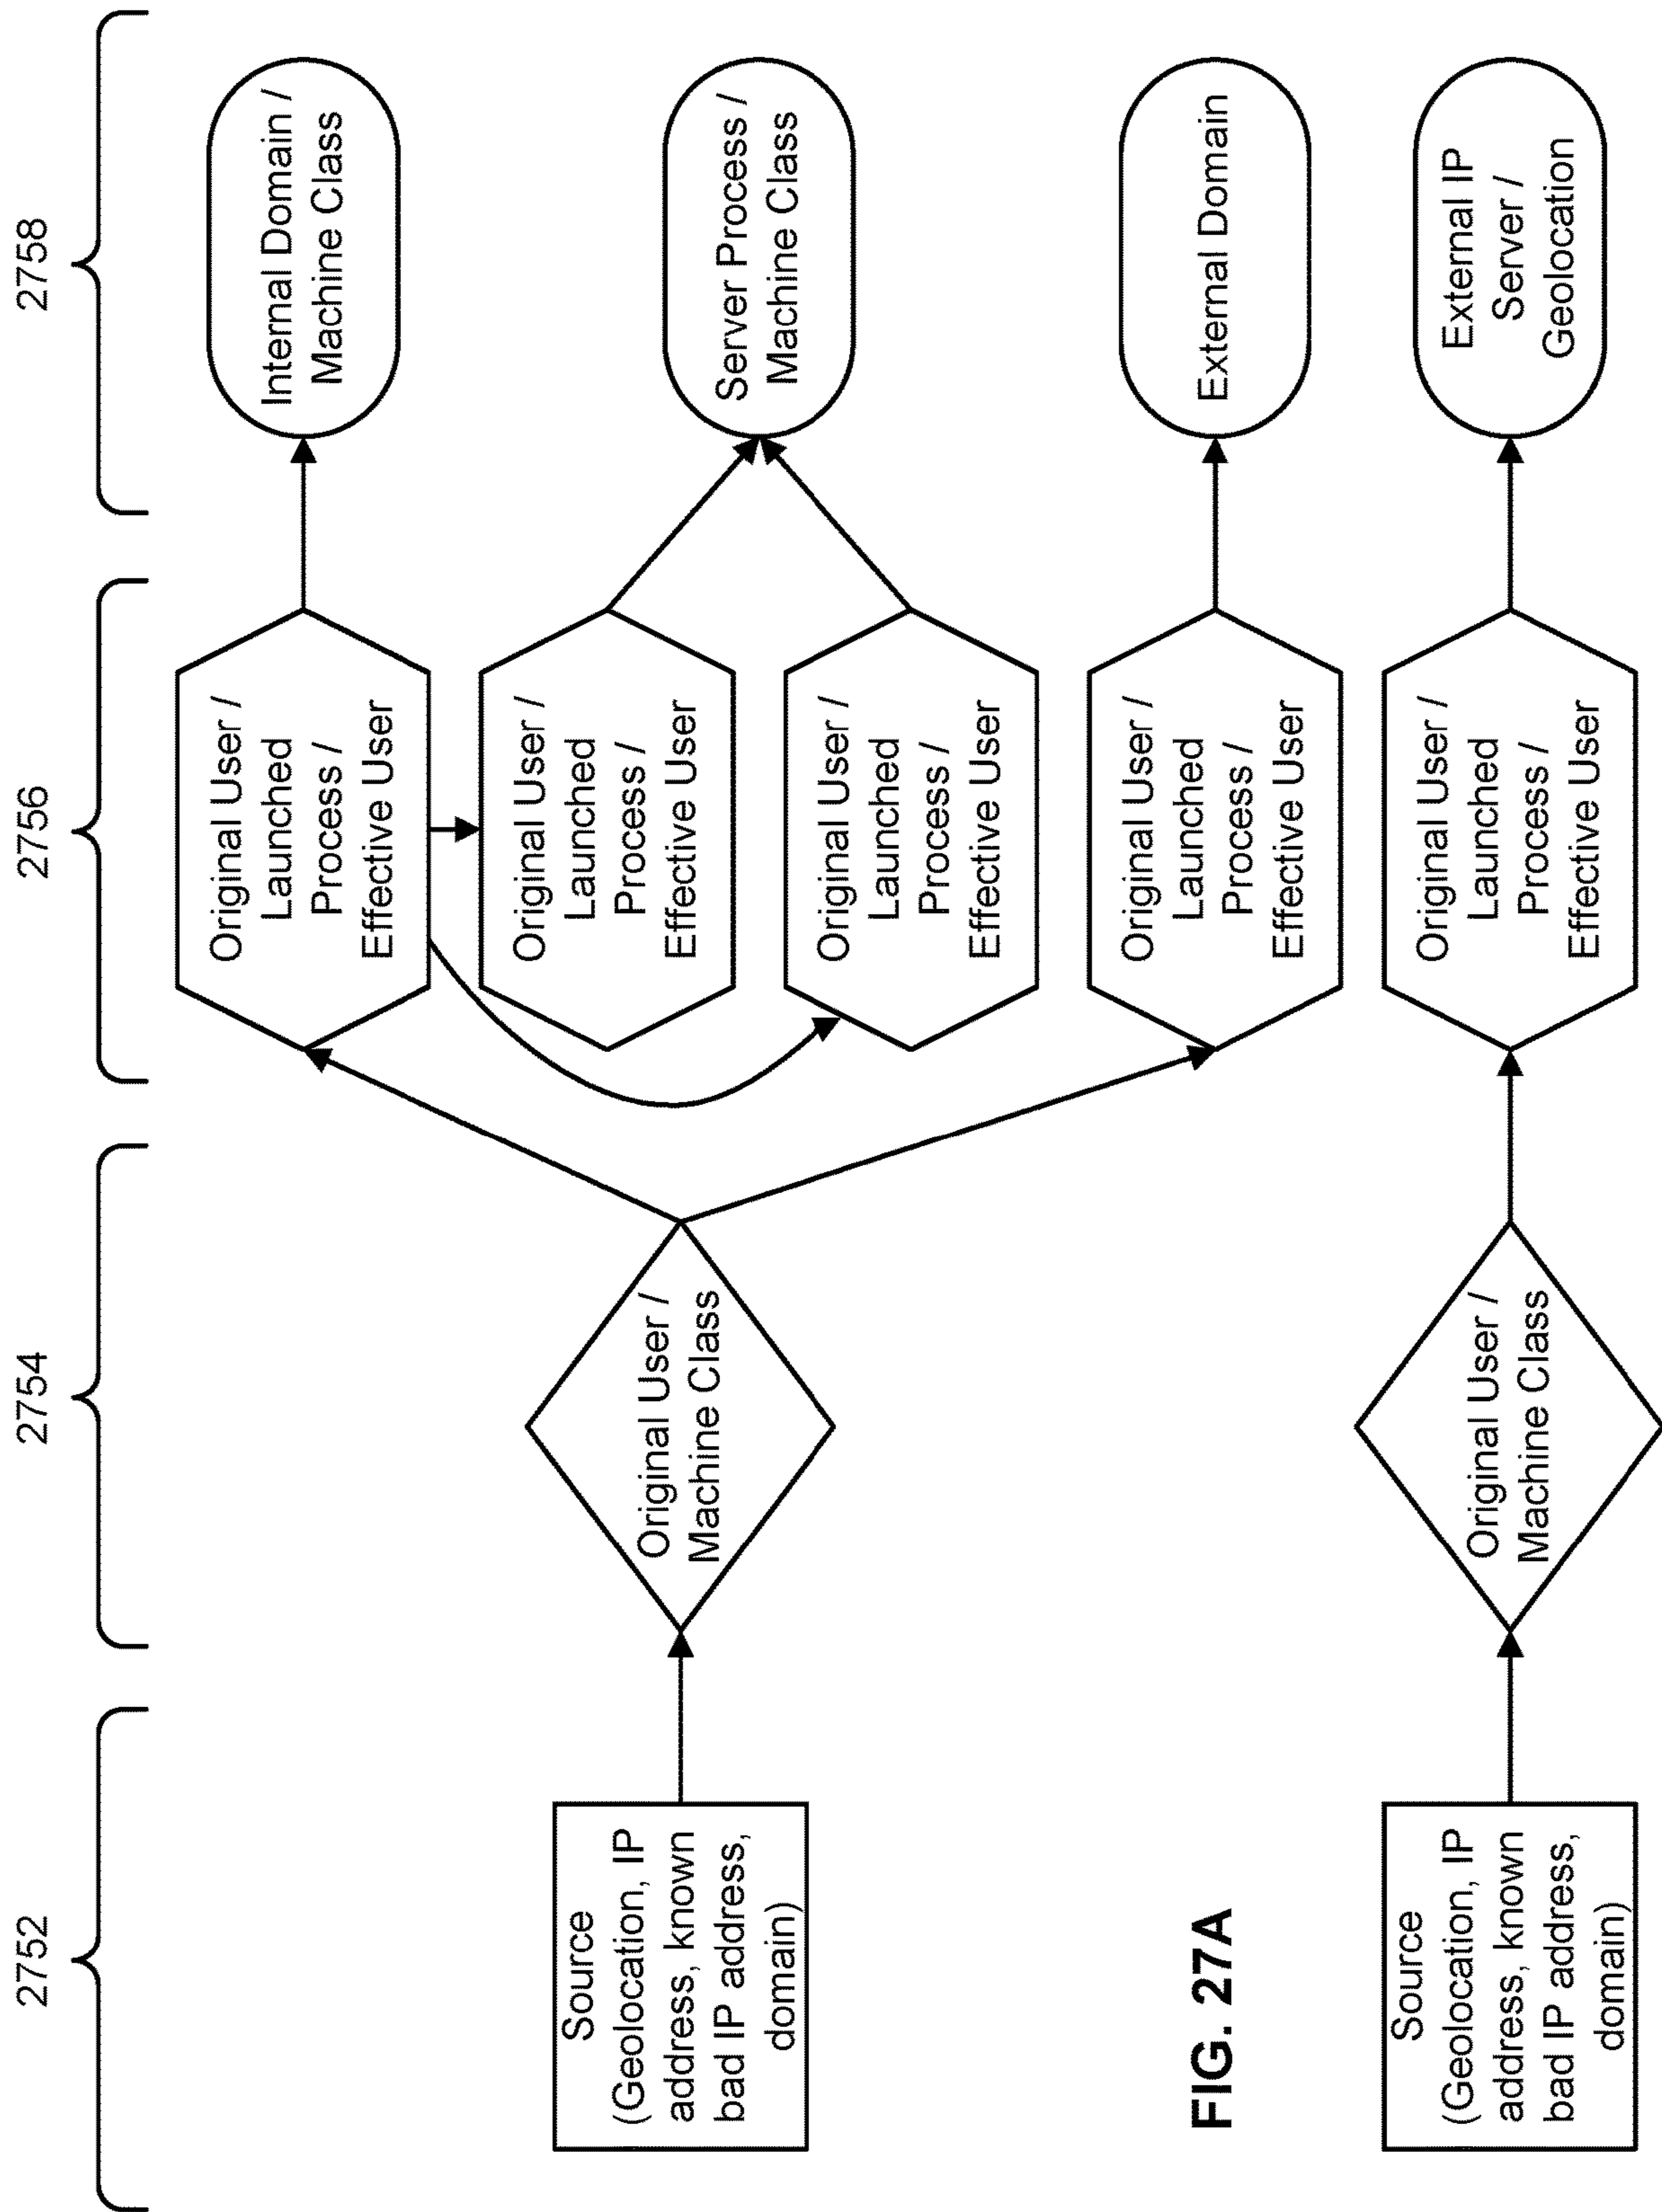 2752
2754
2756
2758
Source
(Geolocation, IP
address, known
bad IP address,
domain)
Original User /
Machine Class
Original User /
Launched
Process /
Effective User
Internal Domain /
Machine Class
Original User /
Launched
Process /
Effective User
Original User /
Launched
Process /
Effective User
Server Process /
Machine Class
Original User /
Launched
Process /
Effective User
External Domain
Source
(Geolocation, IP
address, known
bad IP address,
domain)
Original User /
Machine Class
Original User /
Launched
Process /
Effective User
External IP
Server /
Geolocation
FIG. 27A